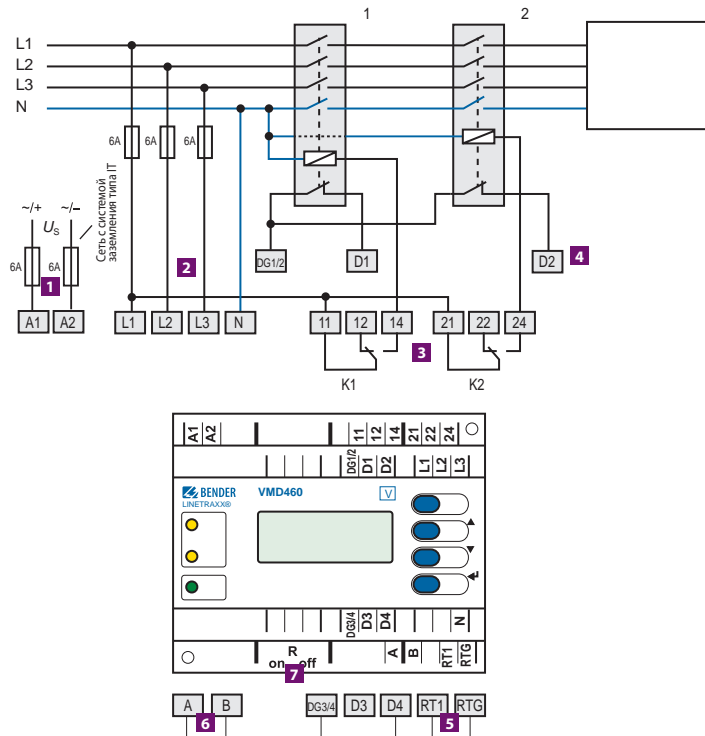 1 2
L1
L2
L3
N
6A 6A 6A
Сеть с системой
заземления типа IT
~/+ ~/−
US
6A 6A
1
2
DG1/2 D1 D2 4
A1 A2 L1 L2 L3 N 11 12 14 21 22 24
3
K1 K2
A1 A2 11 12 14 21 22 24
DG1/2 D1 D2 L1 L2 L3
BENDER VMD460 V
LINETRAXX®
DG3/4 D3 D4 N
R
on off
A B RT1 RTG
7
A B DG3/4 D3 D4 RT1 RTG
6 5